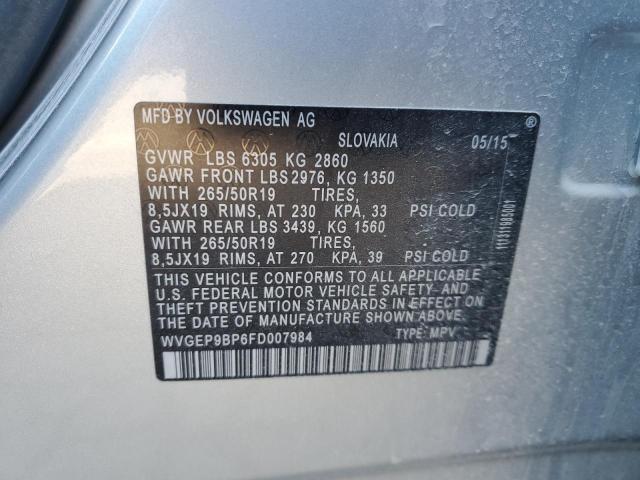 MFD BY VOLKSWAGEN AG
SLOVAKIA 05/15
GVWR LBS 6305 KG 2860
GAWR FRONT LBS 2976, KG 1350
WITH 265/50R19 TIRES,
8,5JX19 RIMS, AT 230 KPA, 33 PSI COLD
GAWR REAR LBS 3439, KG 1560
WITH 265/50R19 TIRES,
8,5JX19 RIMS, AT 270 KPA, 39 PSI COLD
THIS VEHICLE CONFORMS TO ALL APPLICABLE
U.S. FEDERAL MOTOR VEHICLE SAFETY- AND
THEFT PREVENTION STANDARDS IN EFFECT ON
THE DATE OF MANUFACTURE SHOWN ABOVE.
WVGEP9BP6FD007984 TYPE: MPV